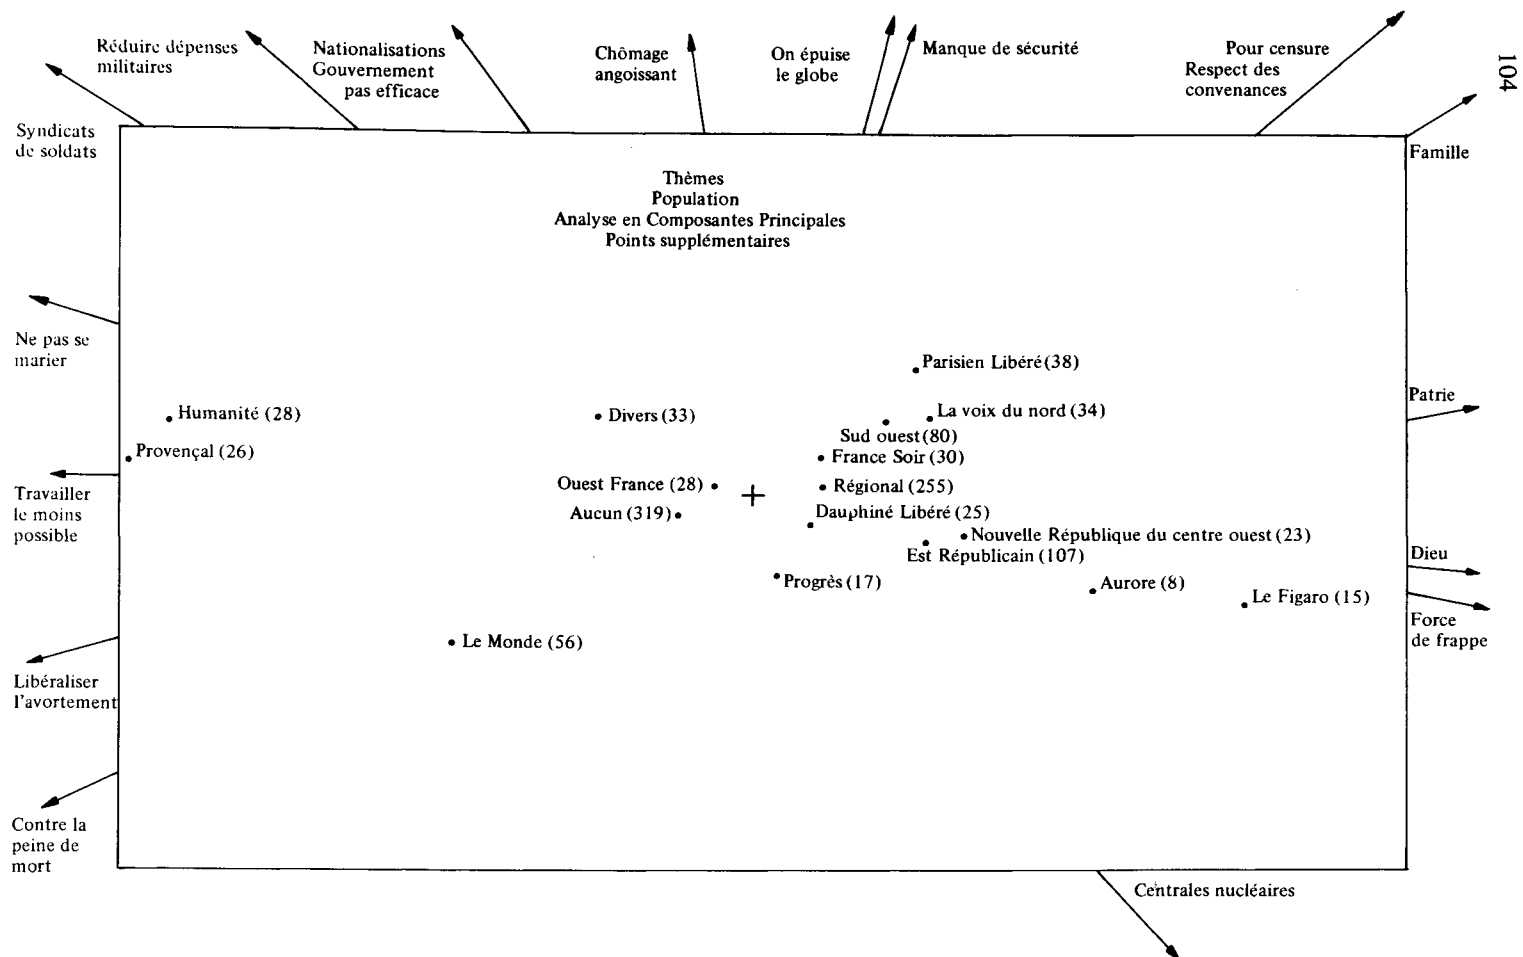 Réduire dépenses
militaires
Nationalisations
Gouvernement
pas efficace
Chômage
angoissant
On épuise
le globe
Manque de sécurité
Pour censure
Respect des
convenances
104
Syndicats
de soldats
Famille
Thèmes
Population
Analyse en Composantes Principales
Points supplémentaires
Ne pas se
marier
Parisien Libéré (38)
Patrie
Humanité (28)
Divers (33)
La voix du nord (34)
Sud ouest (80)
Provençal (26)
France Soir (30)
Travailler
le moins
possible
Ouest France (28)
Régional (255)
Aucun (319)
Dauphiné Libéré (25)
Nouvelle République du centre ouest (23)
Est Républicain (107)
Dieu
Progrès (17)
Aurore (8)
Le Figaro (15)
Force
de frappe
Le Monde (56)
Libéraliser
l'avortement
Contre la
peine de
mort
Centrales nucléaires